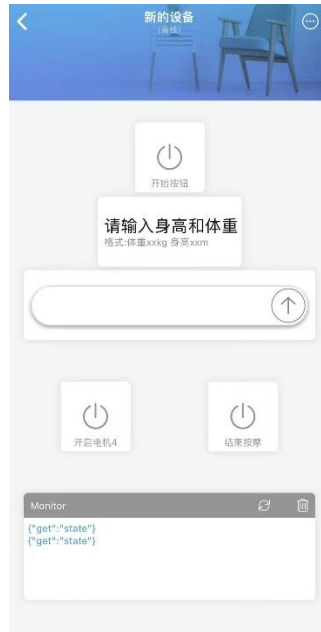 新的设备
(离线)
开始按钮
请输入身高和体重
格式:体重xxkg 身高xxm
开启电机4
结束按摩
Monitor
{"get":"state"}
{"get":"state"}